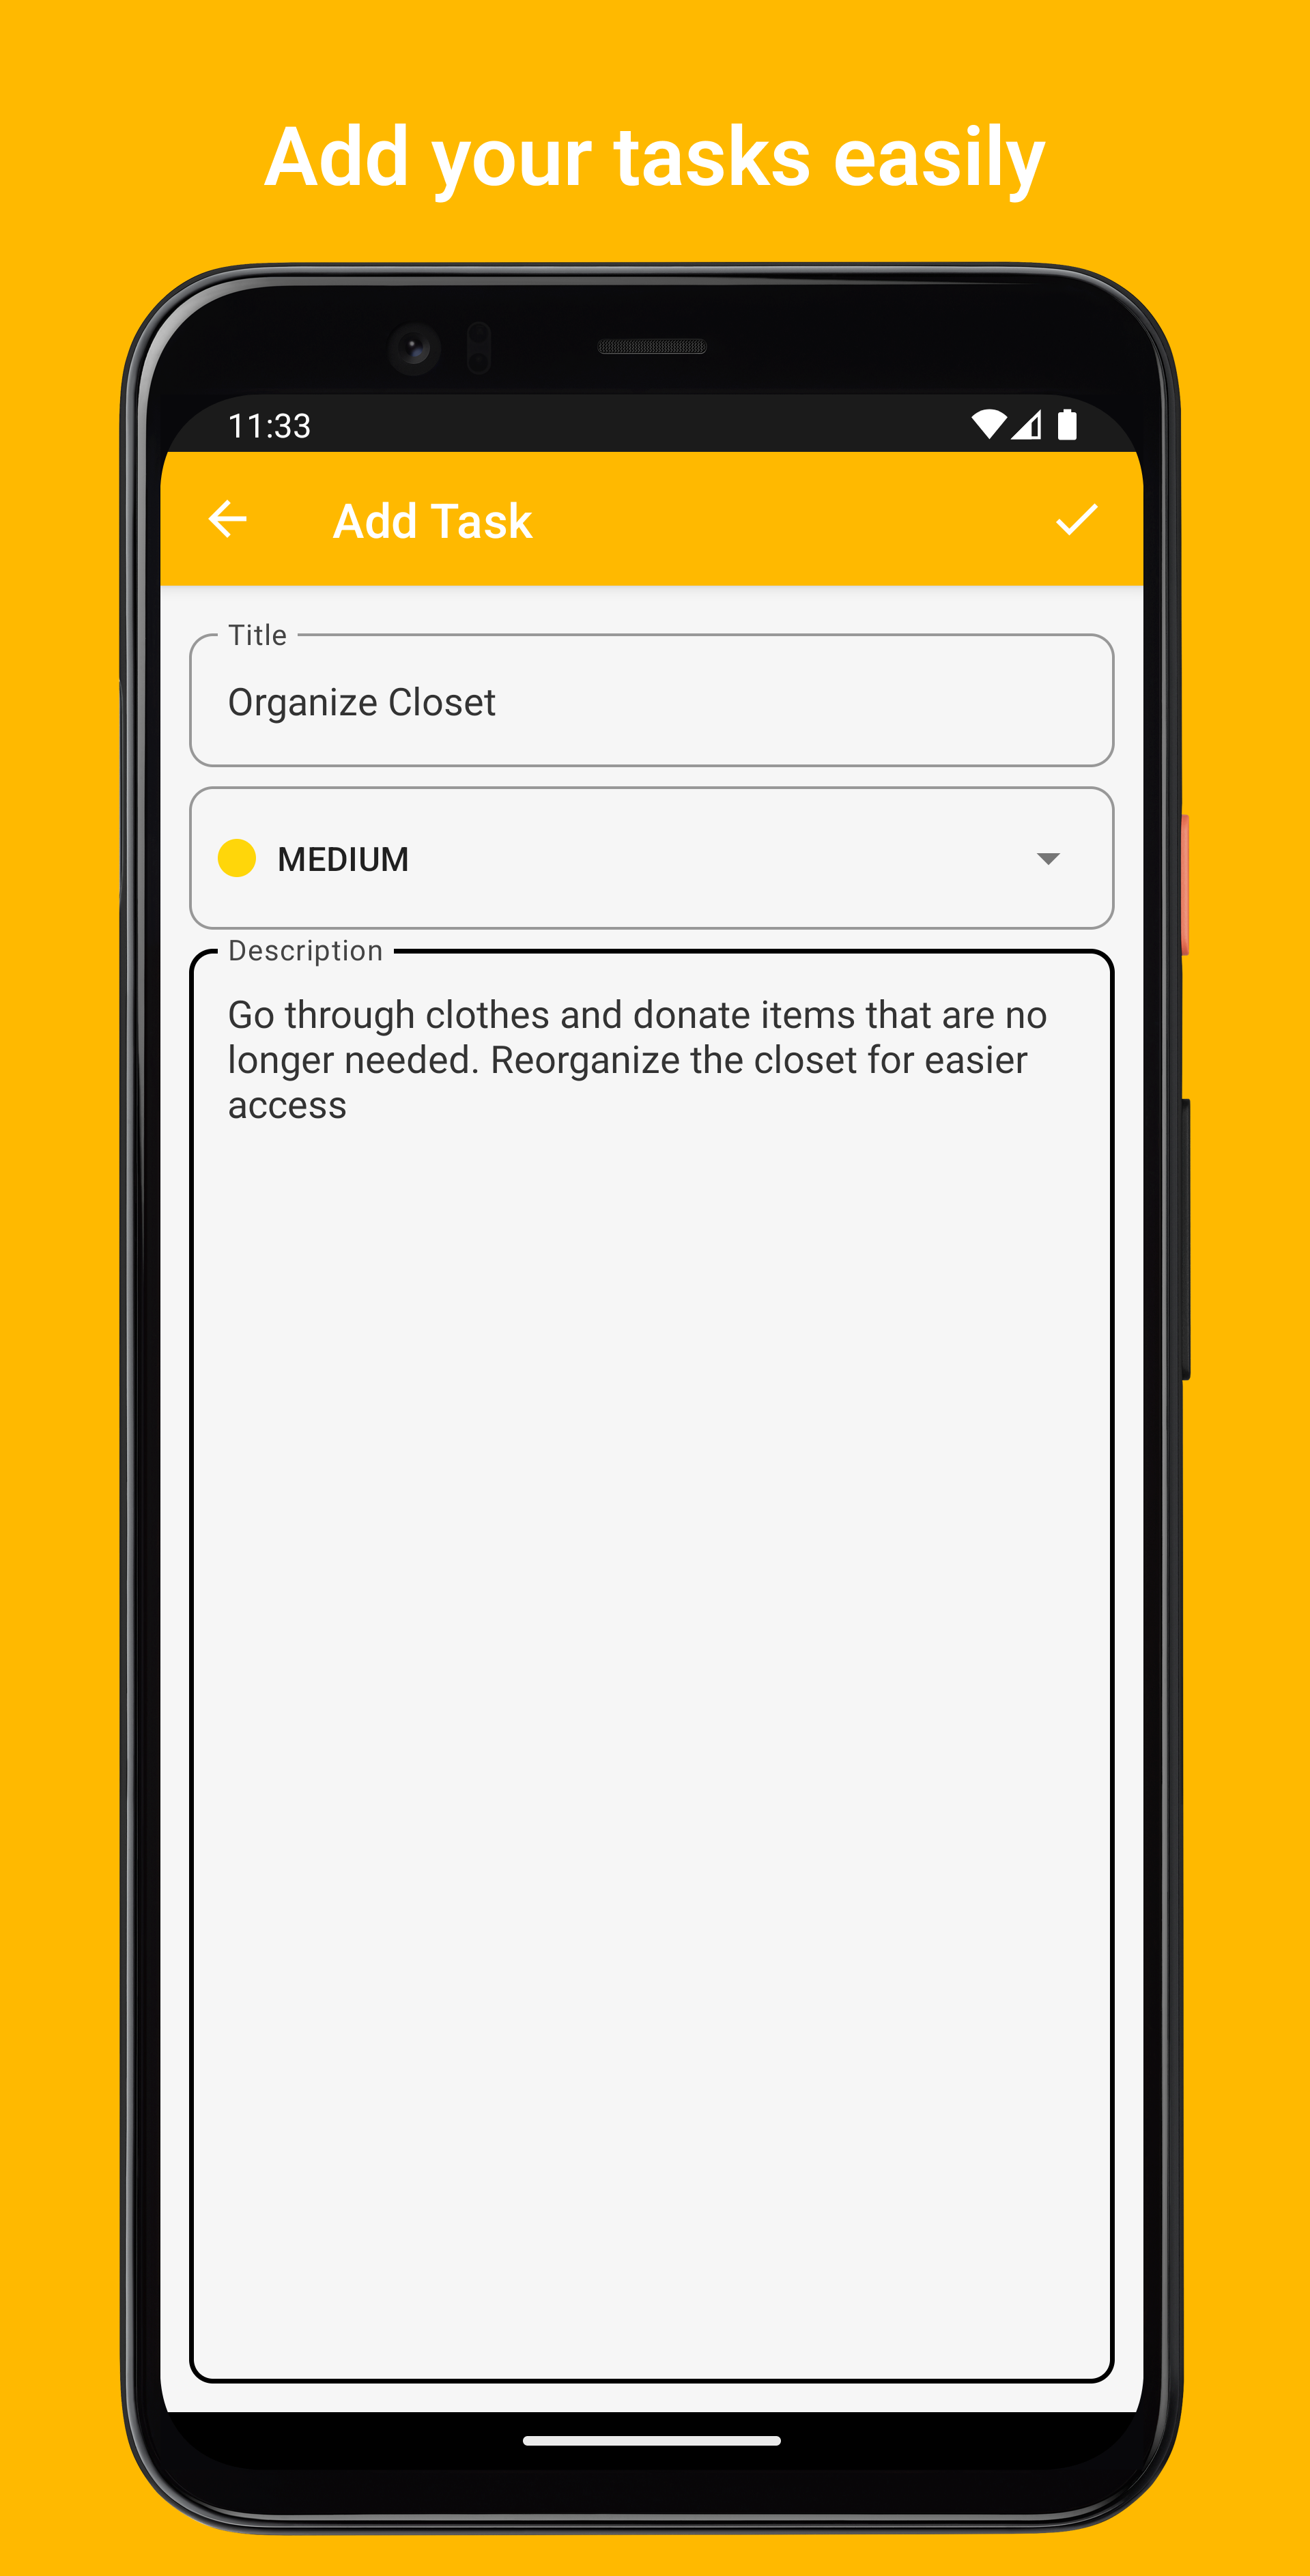 Add your tasks easily
11:33
Add Task
Title
Organize Closet
MEDIUM
Description
Go through clothes and donate items that are no
longer needed. Reorganize the closet for easier
access